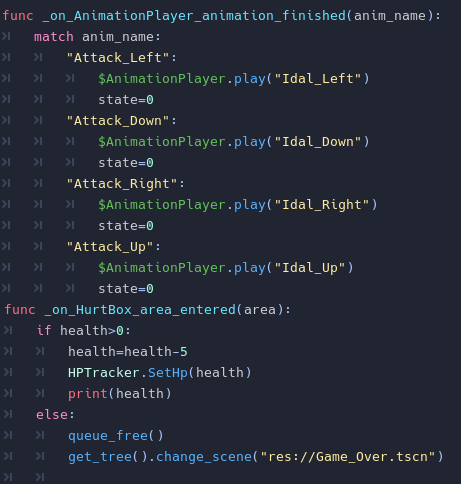 func _on_AnimationPlayer_animation_finished(anim_name):
match anim_name:
"Attack_Left":
$AnimationPlayer.play("Idal_Left")
state=0
"Attack_Down":
$AnimationPlayer.play("Idal_Down")
state=0
"Attack_Right":
$AnimationPlayer.play("Idal_Right")
state=0
"Attack_Up":
$AnimationPlayer.play("Idal_Up")
state=0
func _on_HurtBox_area_entered(area):
if health>0:
health=health-5
HPTracker.SetHp(health)
print(health)
else:
queue_free()
get_tree().change_scene("res://Game_Over.tscn")